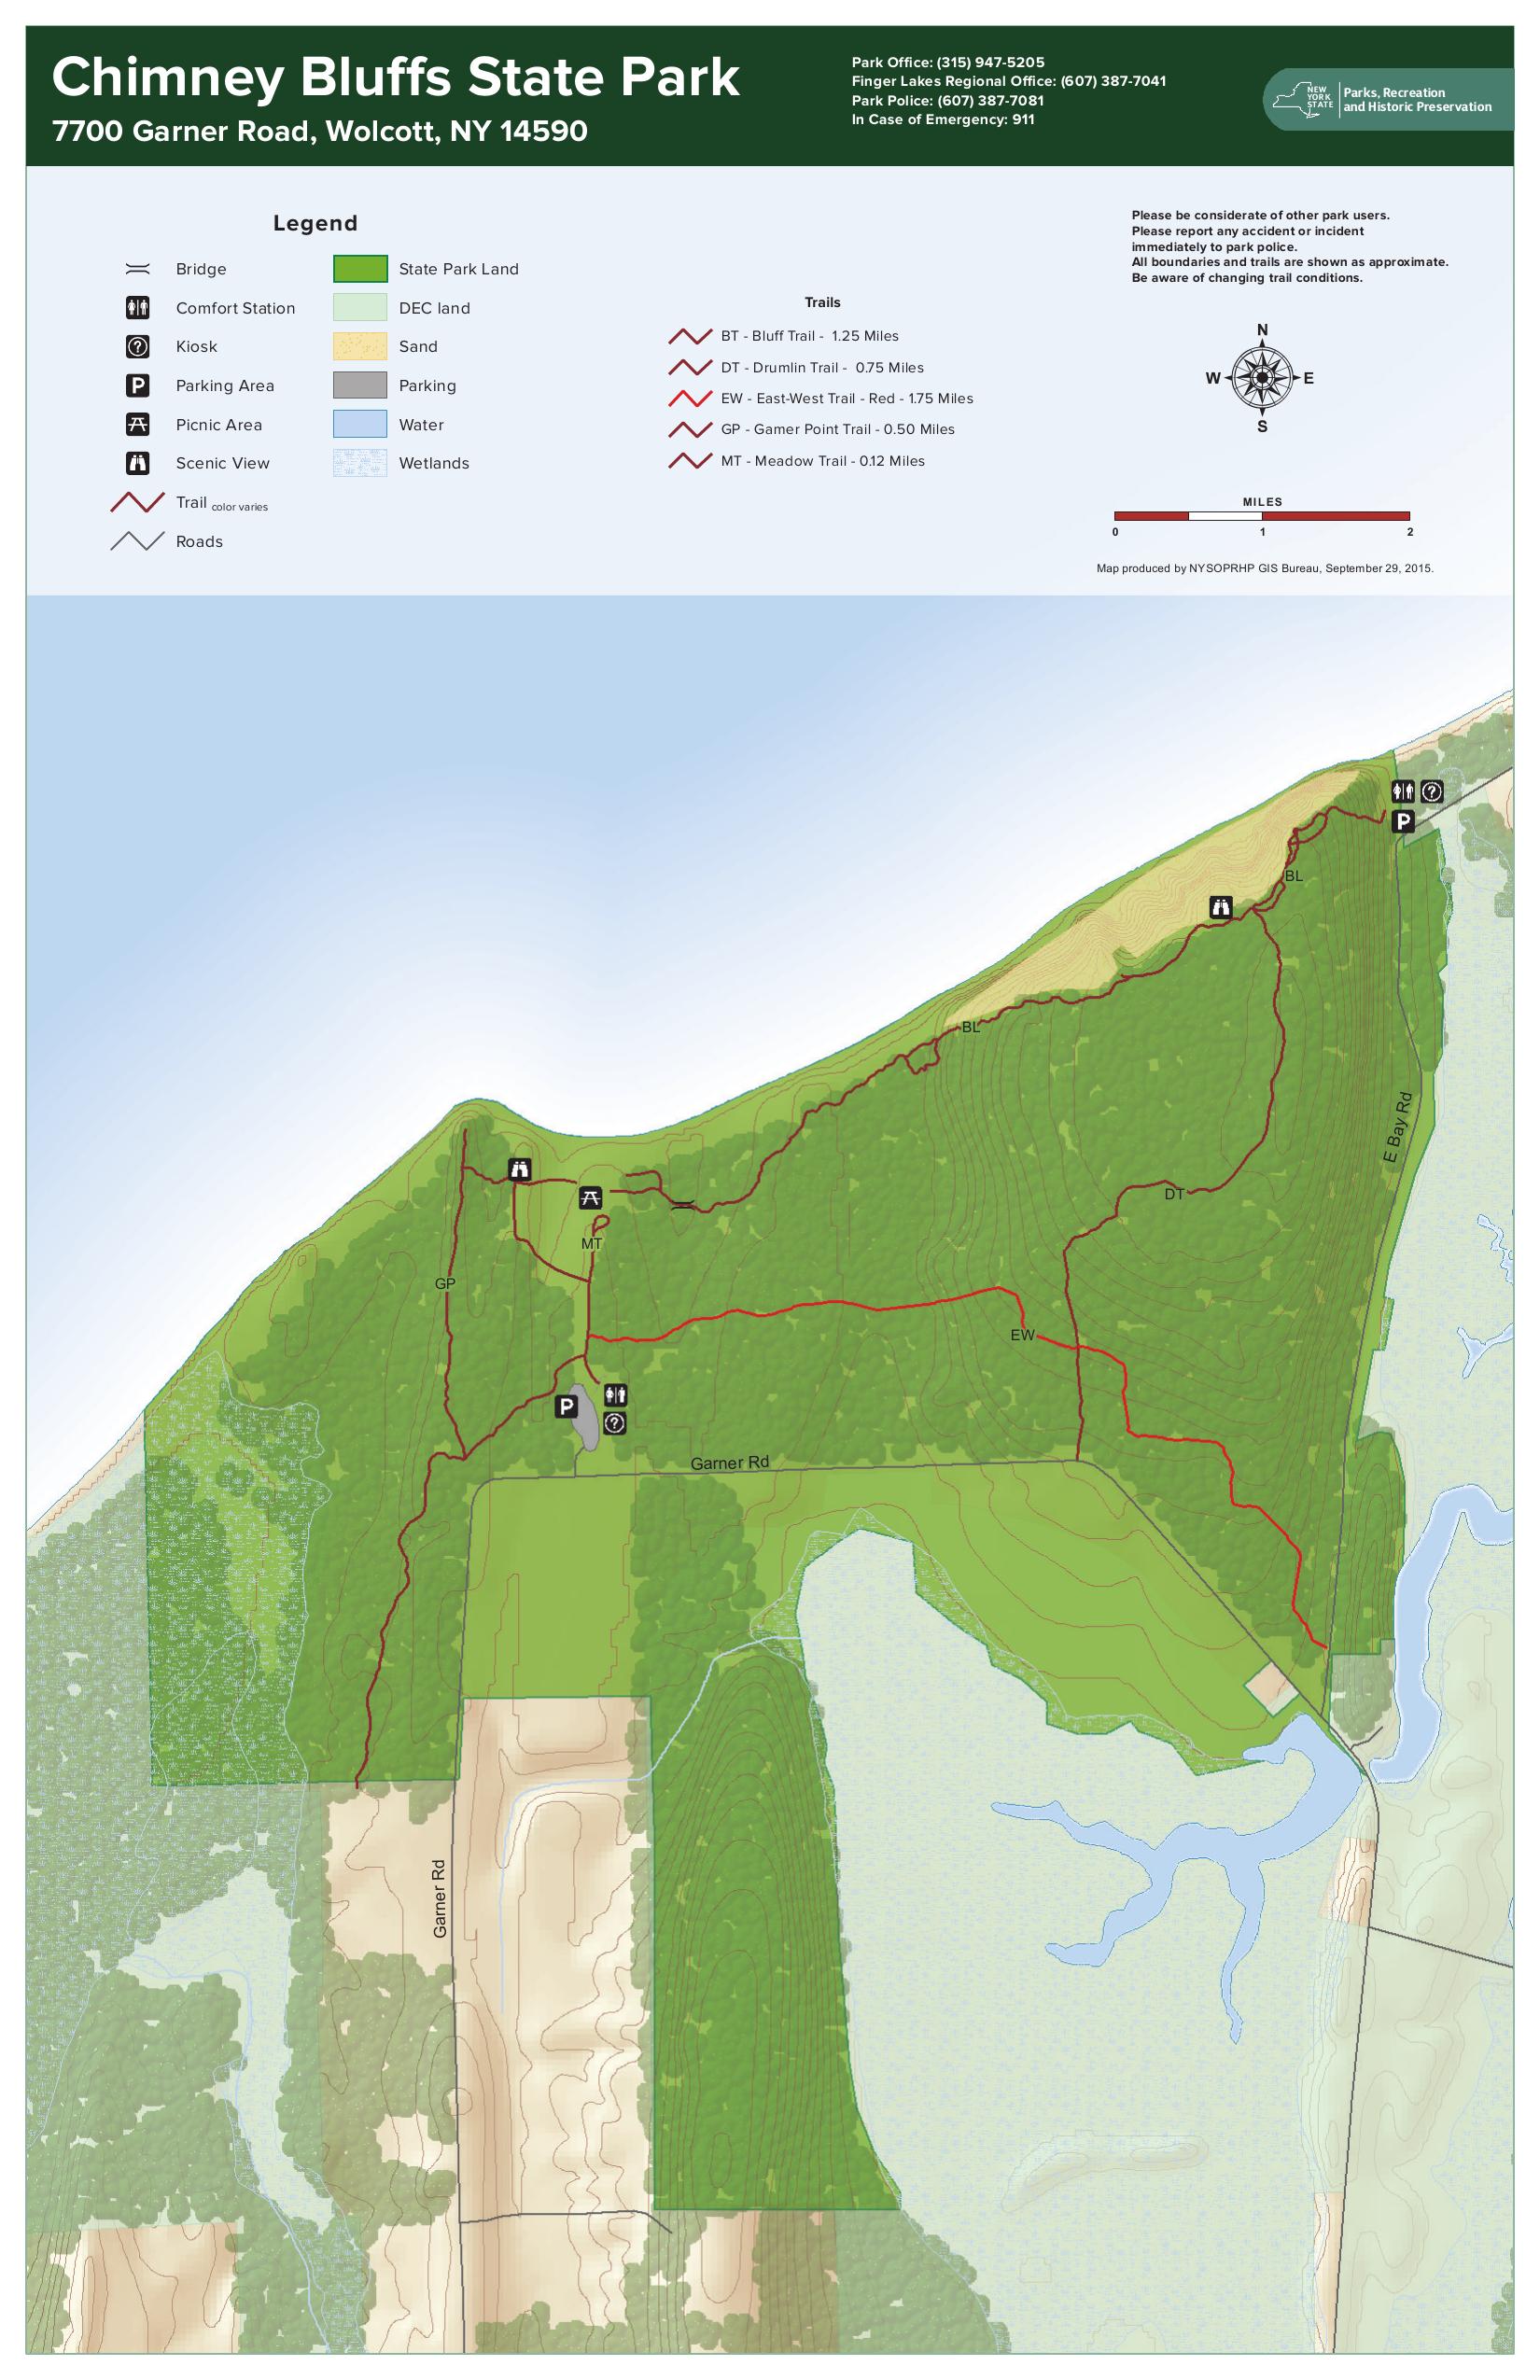 Chimney Bluffs State Park
7700 Garner Road, Wolcott, NY 14590
Park Office: (315) 947-5205
Finger Lakes Regional Office: (607) 387-7041
Park Police: (607) 387-7081
In Case of Emergency: 911
NEW
YORK
STATE
Parks, Recreation
and Historic Preservation
Legend
Bridge
Comfort Station
Kiosk
P Parking Area
Picnic Area
Scenic View
Trail color varies
Roads
State Park Land
DEC land
Sand
Parking
Water
Wetlands
Trails
BT - Bluff Trail - 1.25 Miles
DT - Drumlin Trail - 0.75 Miles
EW - East-West Trail - Red - 1.75 Miles
GP - Garner Point Trail - 0.50 Miles
MT - Meadow Trail - 0.12 Miles
Please be considerate of other park users.
Please report any accident or incident
immediately to park police.
All boundaries and trails are shown as approximate.
Be aware of changing trail conditions.
N
W E
S
MILES
0 1 2
Map produced by NYSOPRHP GIS Bureau, September 29, 2015.
?
P
BL
BL
E Bay Rd
DT
MT
GP
EW
P
?
Garner Rd
Garner Rd